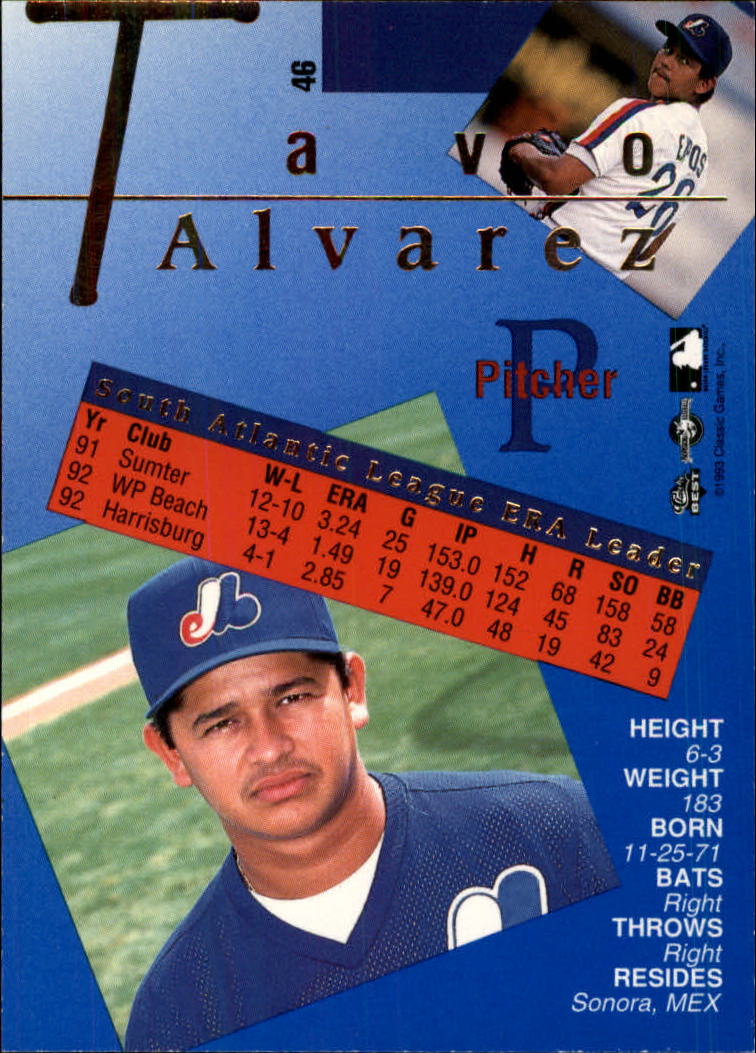 46
Tavo
Alvarez
EXPOS
Pitcher
P
South Atlantic League ERA Leader
Yr Club W-L ERA G IP H R SO BB
91 Sumter 12-10 3.24 25 153.0 152 68 158 58
92 WP Beach 13-4 1.49 19 139.0 124 45 83 24
92 Harrisburg 4-1 2.85 7 47.0 48 19 42 9
©1993 Classic Games, Inc.
BEST
HEIGHT
6-3
WEIGHT
183
BORN
11-25-71
BATS
Right
THROWS
Right
RESIDES
Sonora, MEX